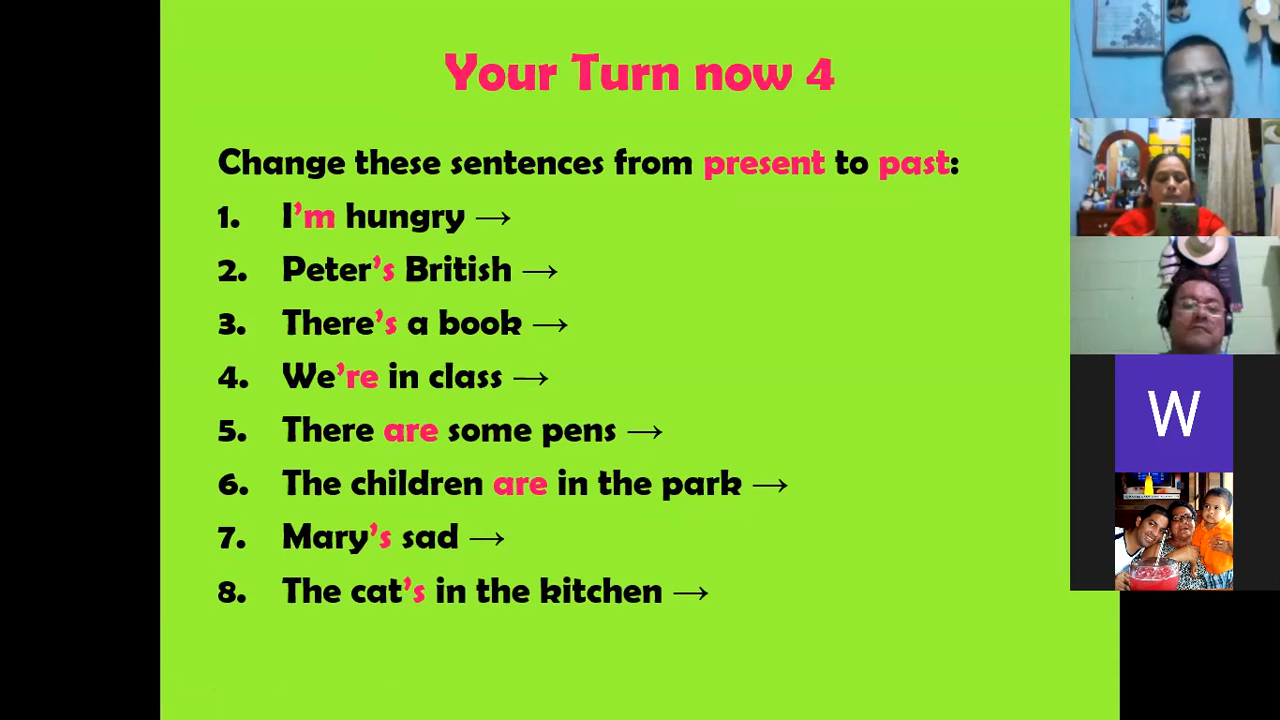 Your Turn now 4
Change these sentences from present to past:
1. I'm hungry →
2. Peter's British →
3. There's a book →
4. We're in class →
5. There are some pens →
6. The children are in the park →
7. Mary's sad →
8. The cat's in the kitchen →
W